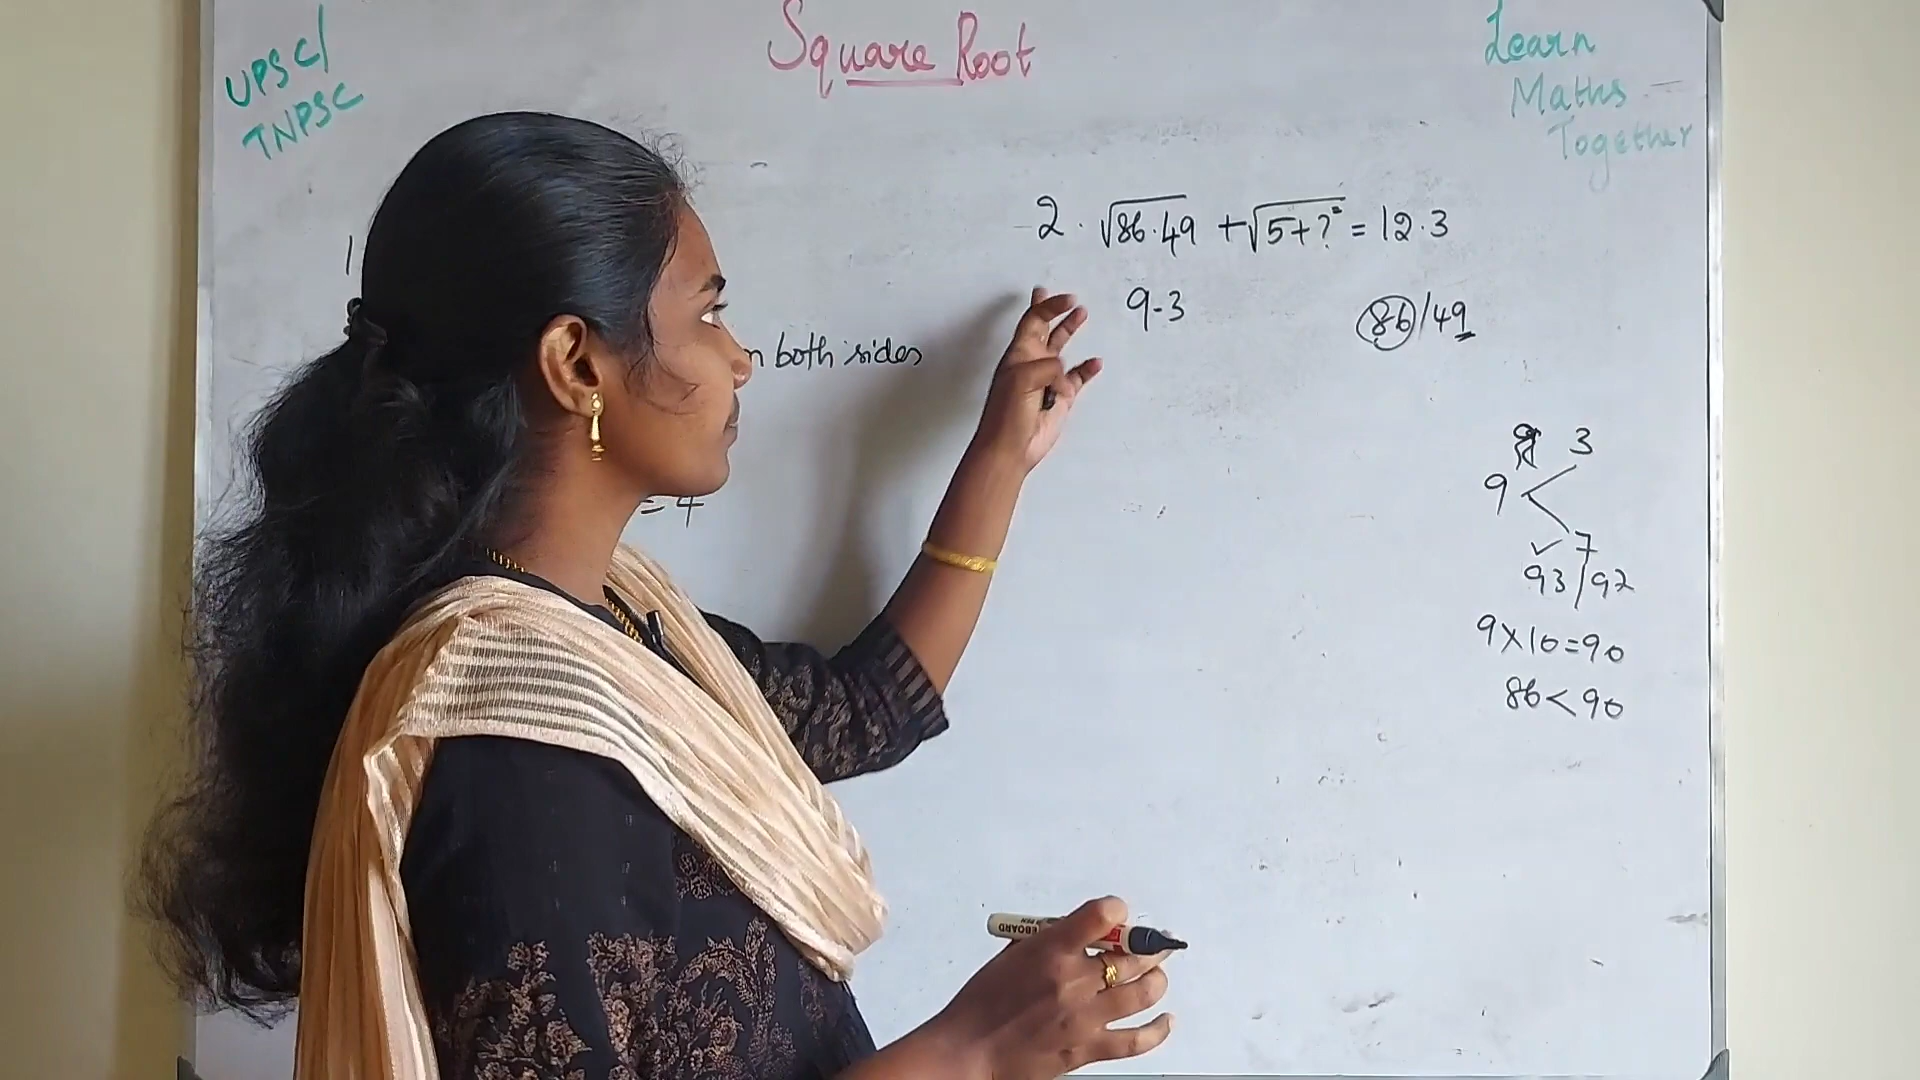 UPSC/
TNPSC
Square Root
Learn
Maths
Together
1
n both sides
= 4
2. √86.49 + √5+?² = 12.3
9.3
86/49
3
9
✓ 7
93/92
9×10=90
86<90